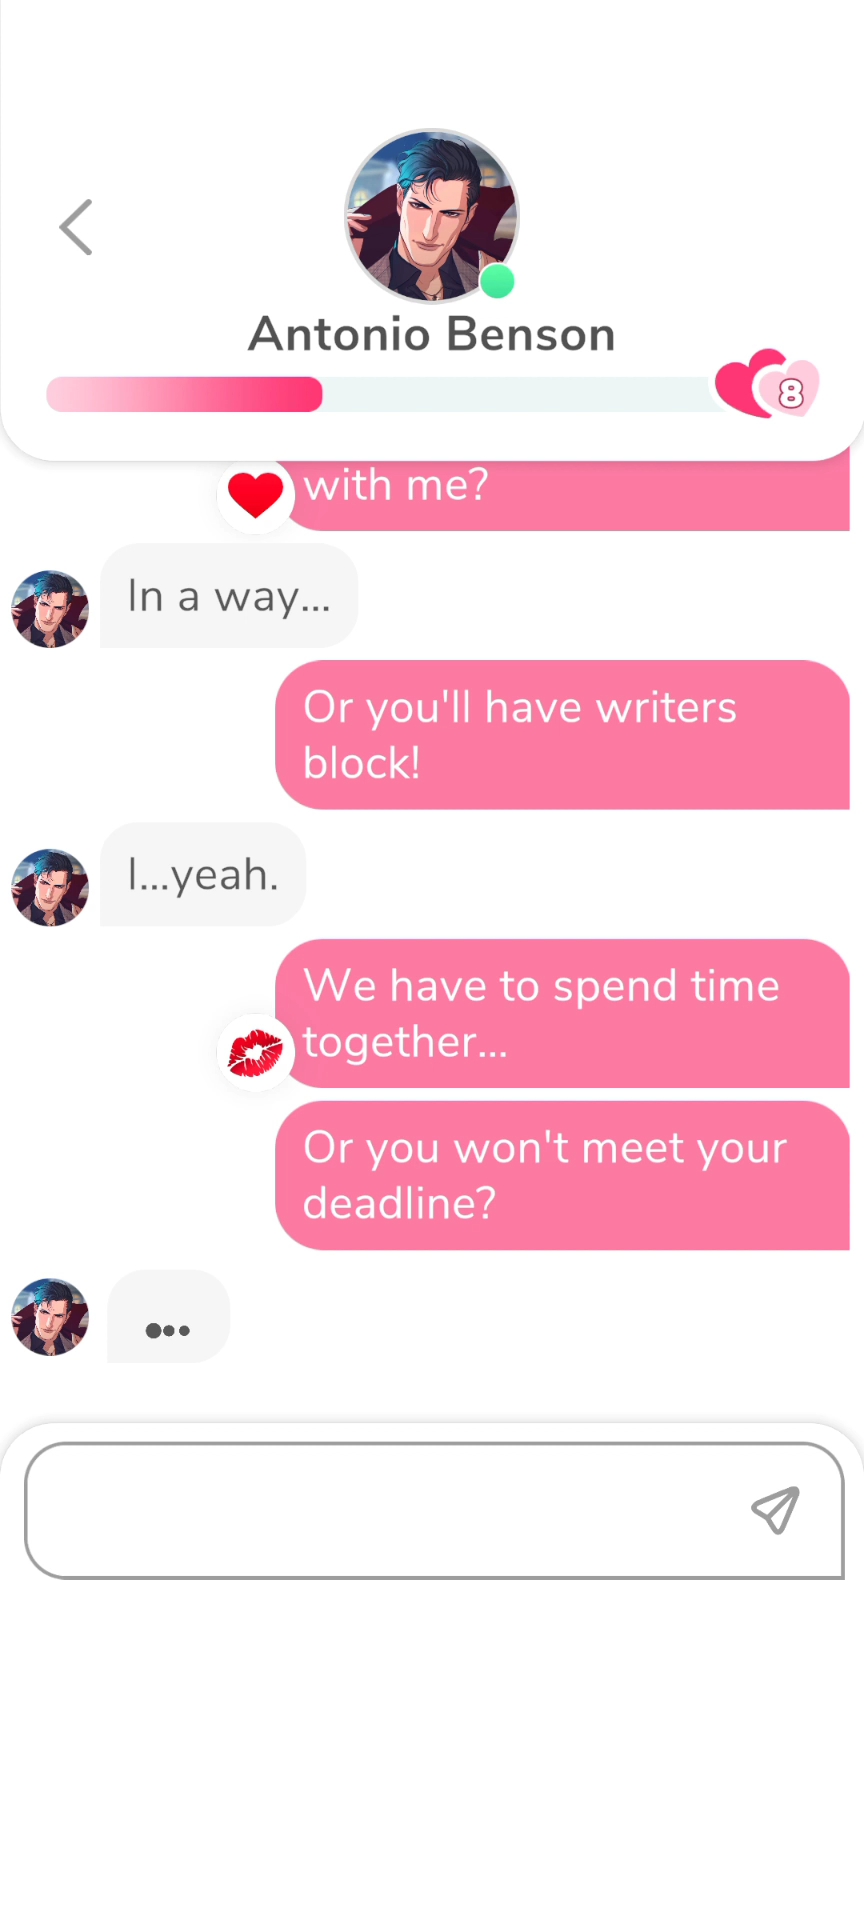 Antonio Benson
8
with me?
In a way...
Or you'll have writers
block!
I...yeah.
We have to spend time
together...
Or you won't meet your
deadline?